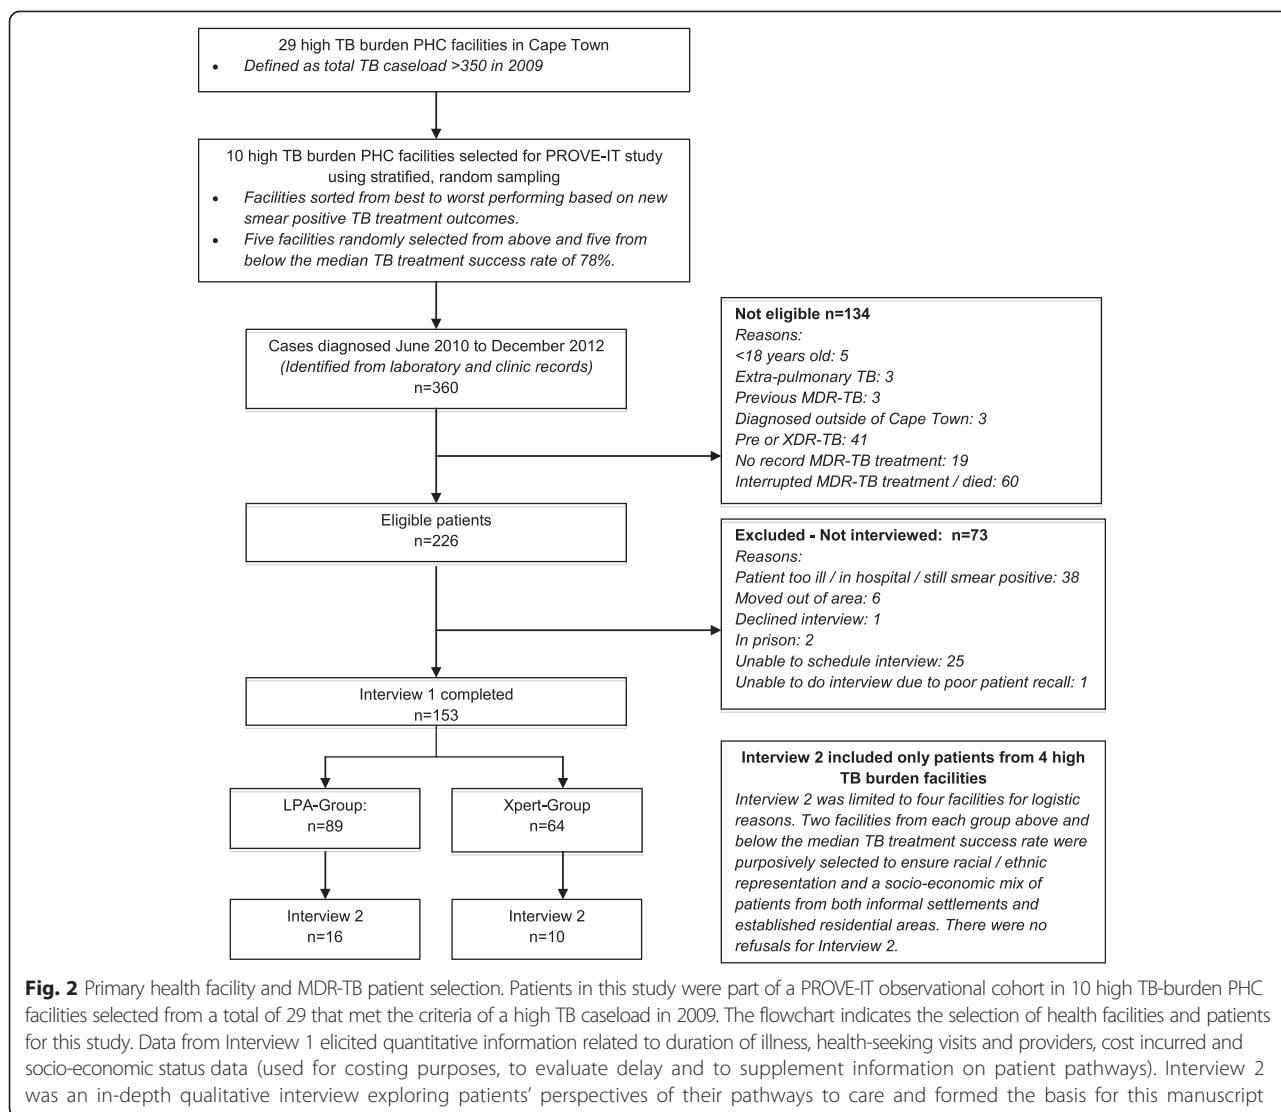 29 high TB burden PHC facilities in Cape Town
• Defined as total TB caseload >350 in 2009
10 high TB burden PHC facilities selected for PROVE-IT study
using stratified, random sampling
• Facilities sorted from best to worst performing based on new
smear positive TB treatment outcomes.
• Five facilities randomly selected from above and five from
below the median TB treatment success rate of 78%.
Cases diagnosed June 2010 to December 2012
(Identified from laboratory and clinic records)
n=360
Not eligible n=134
Reasons:
<18 years old: 5
Extra-pulmonary TB: 3
Previous MDR-TB: 3
Diagnosed outside of Cape Town: 3
Pre or XDR-TB: 41
No record MDR-TB treatment: 19
Interrupted MDR-TB treatment / died: 60
Eligible patients
n=226
Excluded - Not interviewed: n=73
Reasons:
Patient too ill / in hospital / still smear positive: 38
Moved out of area: 6
Declined interview: 1
In prison: 2
Unable to schedule interview: 25
Unable to do interview due to poor patient recall: 1
Interview 1 completed
n=153
LPA-Group:
n=89
Xpert-Group
n=64
Interview 2
n=16
Interview 2
n=10
Interview 2 included only patients from 4 high
TB burden facilities
Interview 2 was limited to four facilities for logistic
reasons. Two facilities from each group above and
below the median TB treatment success rate were
purposively selected to ensure racial / ethnic
representation and a socio-economic mix of
patients from both informal settlements and
established residential areas. There were no
refusals for Interview 2.
Fig. 2 Primary health facility and MDR-TB patient selection. Patients in this study were part of a PROVE-IT observational cohort in 10 high TB-burden PHC
facilities selected from a total of 29 that met the criteria of a high TB caseload in 2009. The flowchart indicates the selection of health facilities and patients
for this study. Data from Interview 1 elicited quantitative information related to duration of illness, health-seeking visits and providers, cost incurred and
socio-economic status data (used for costing purposes, to evaluate delay and to supplement information on patient pathways). Interview 2
was an in-depth qualitative interview exploring patients' perspectives of their pathways to care and formed the basis for this manuscript